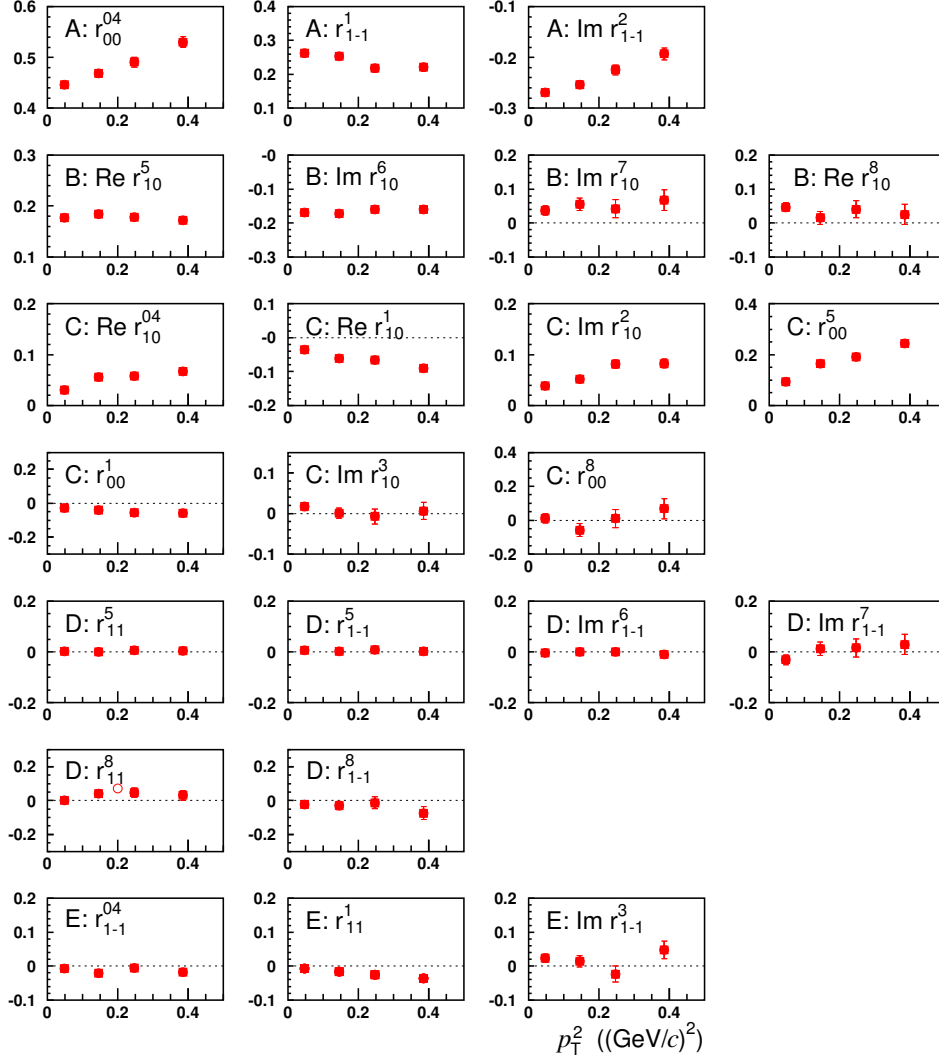 A: r^{04}_{00}
0.6
0.5
0.4
0 0.2 0.4
A: r^{1}_{1-1}
0.4
0.3
0.2
0.1
0 0.2 0.4
A: Im r^{2}_{1-1}
-0.1
-0.2
-0.3
0 0.2 0.4
B: Re r^{5}_{10}
0.3
0.2
0.1
0 0.2 0.4
B: Im r^{6}_{10}
-0
-0.1
-0.2
-0.3
0 0.2 0.4
B: Im r^{7}_{10}
0.2
0.1
0
-0.1
0 0.2 0.4
B: Re r^{8}_{10}
0.2
0.1
0
-0.1
0 0.2 0.4
C: Re r^{04}_{10}
0.2
0.1
0
0 0.2 0.4
C: Re r^{1}_{10}
0.1
-0
-0.1
-0.2
0 0.2 0.4
C: Im r^{2}_{10}
0.2
0.1
0
0 0.2 0.4
C: r^{5}_{00}
0.4
0.2
0
0 0.2 0.4
C: r^{1}_{00}
0.2
0
-0.2
0 0.2 0.4
C: Im r^{3}_{10}
0.1
0
-0.1
0 0.2 0.4
C: r^{8}_{00}
0.4
0.2
0
-0.2
0 0.2 0.4
D: r^{5}_{11}
0.2
0
-0.2
0 0.2 0.4
D: r^{5}_{1-1}
0.2
0
-0.2
0 0.2 0.4
D: Im r^{6}_{1-1}
0.2
0
-0.2
0 0.2 0.4
D: Im r^{7}_{1-1}
0.2
0
-0.2
0 0.2 0.4
D: r^{8}_{11}
0.2
0
-0.2
0 0.2 0.4
D: r^{8}_{1-1}
0.2
0
-0.2
0 0.2 0.4
E: r^{04}_{1-1}
0.2
0.1
0
-0.1
0 0.2 0.4
E: r^{1}_{11}
0.2
0.1
0
-0.1
0 0.2 0.4
E: Im r^{3}_{1-1}
0.2
0.1
0
-0.1
0 0.2 0.4
p^{2}_{T} ((GeV/c)^{2})